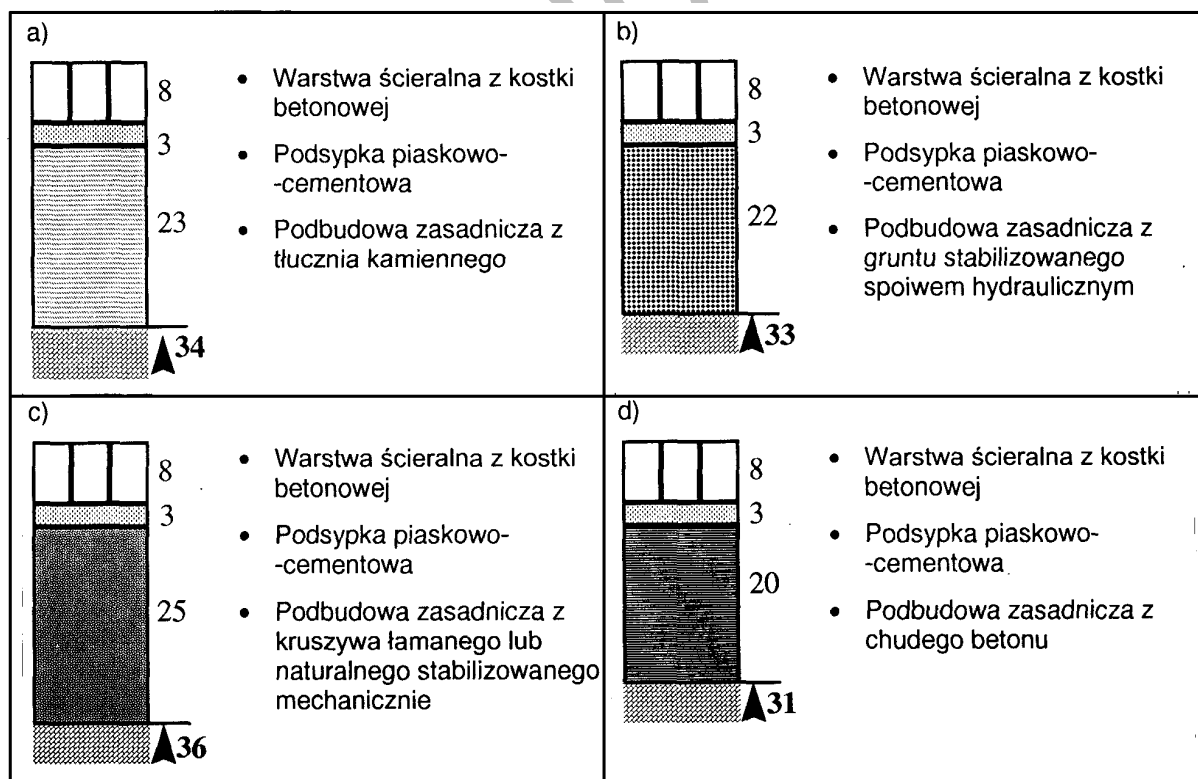 a)
8
3
23
34
• Warstwa ścieralna z kostki
betonowej
• Podsypka piaskowo-
-cementowa
• Podbudowa zasadnicza z
tłucznia kamiennego
b)
8
3
22
33
• Warstwa ścieralna z kostki
betonowej
• Podsypka piaskowo-
-cementowa
• Podbudowa zasadnicza z
gruntu stabilizowanego
spoiwem hydraulicznym
c)
8
3
25
36
• Warstwa ścieralna z kostki
betonowej
• Podsypka piaskowo-
-cementowa
• Podbudowa zasadnicza z
kruszywa łamanego lub
naturalnego stabilizowanego
mechanicznie
d)
8
3
20
31
• Warstwa ścieralna z kostki
betonowej
• Podsypka piaskowo-
-cementowa
• Podbudowa zasadnicza z
chudego betonu